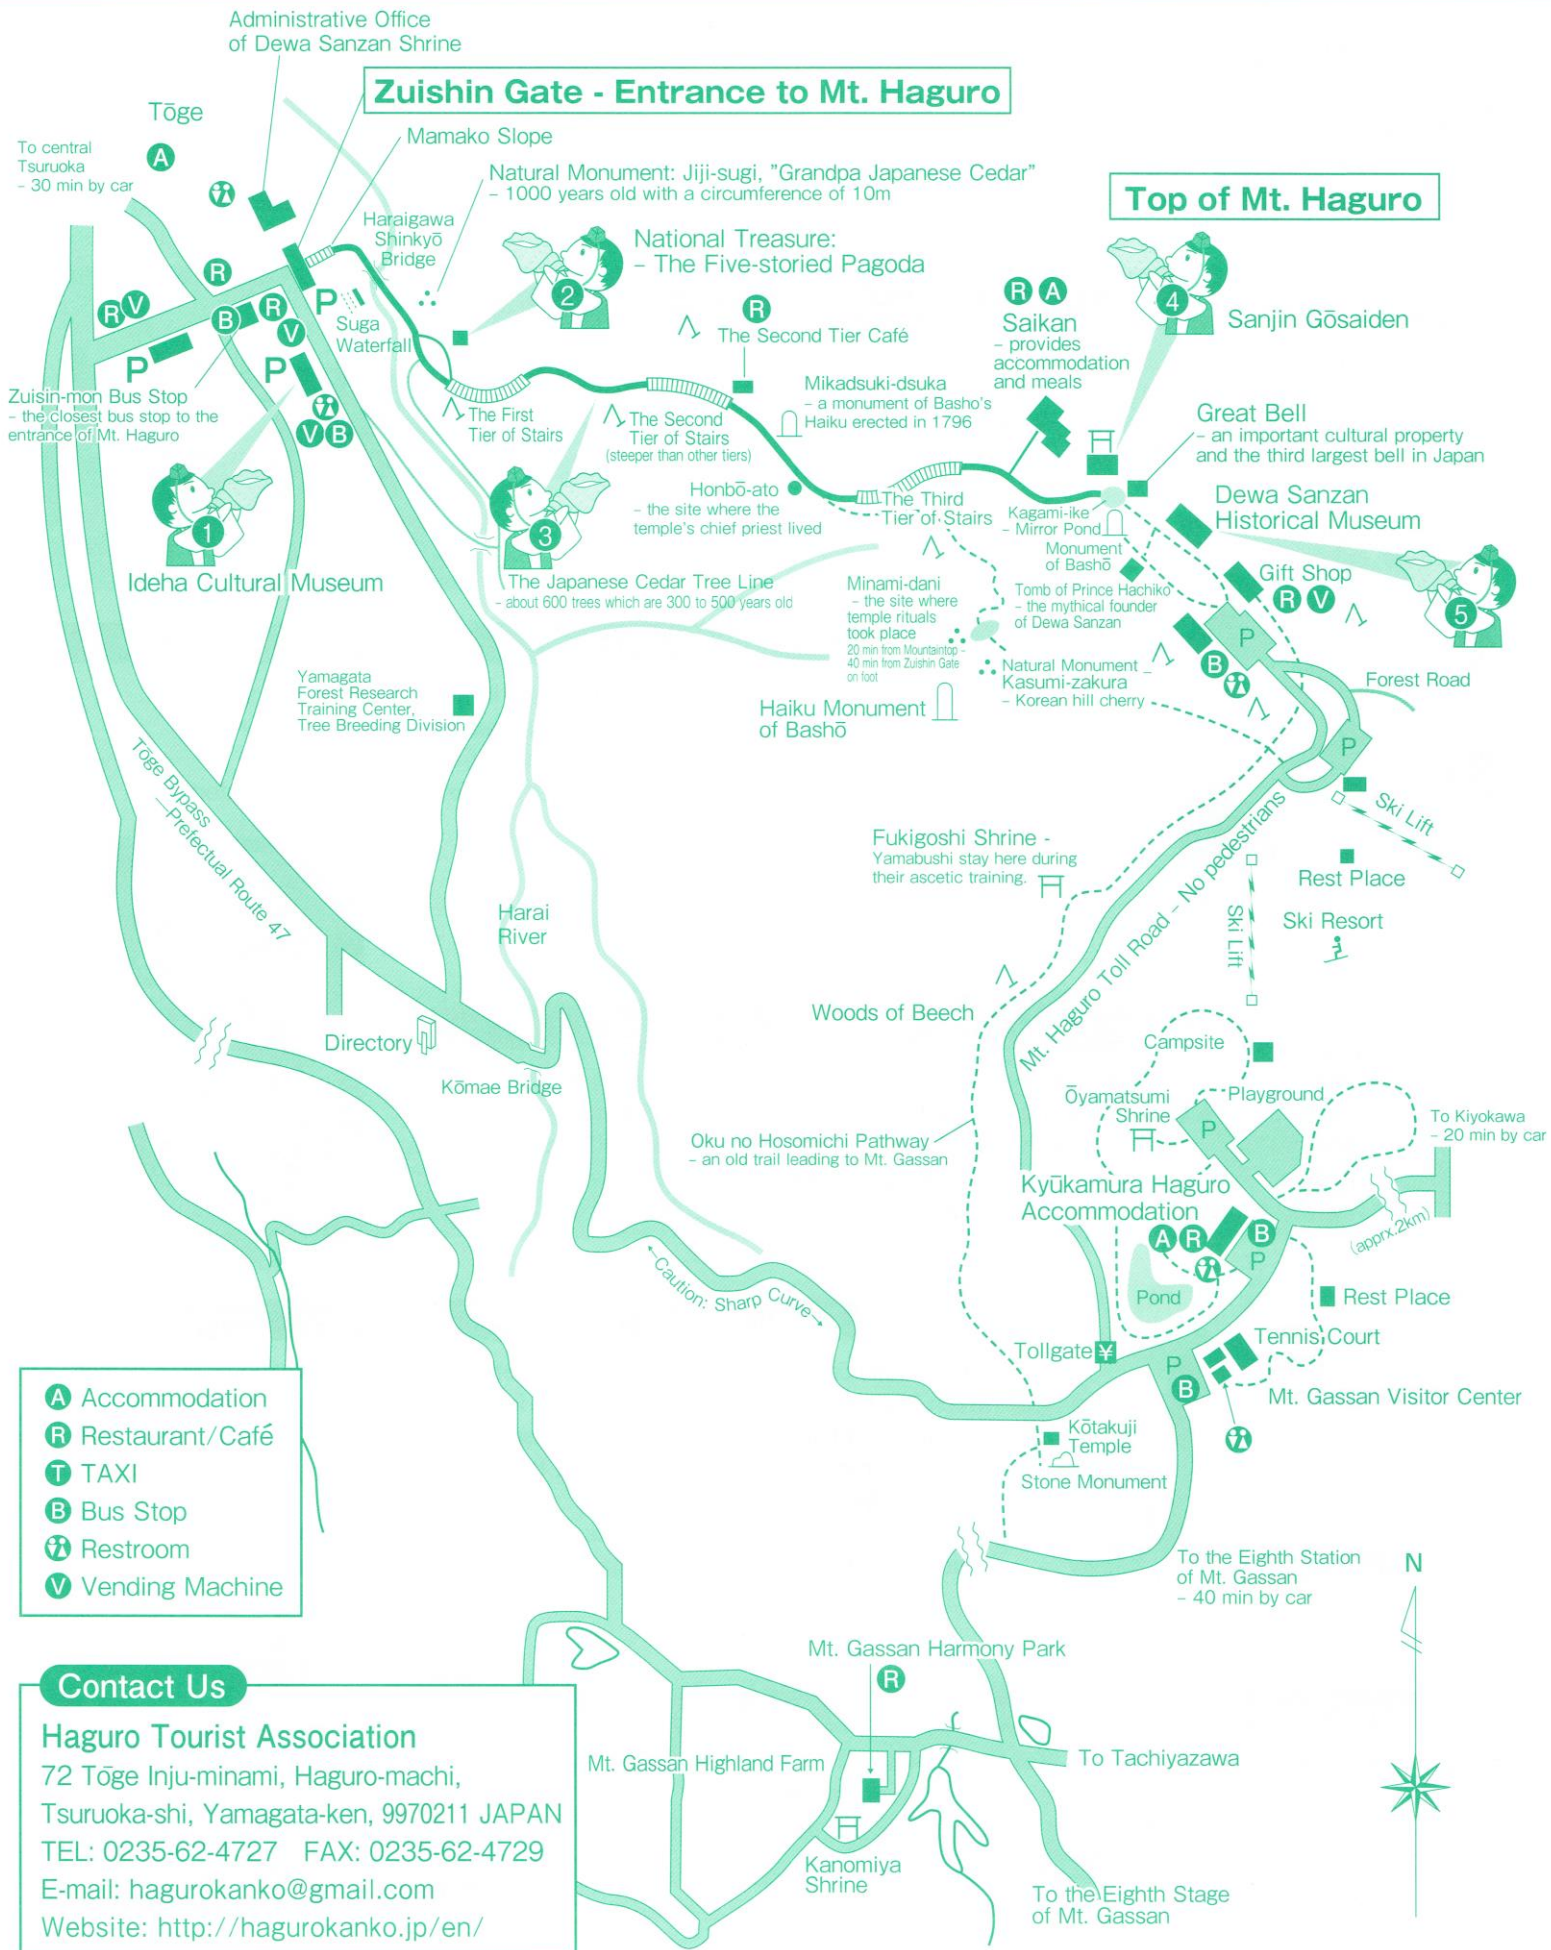 Administrative Office
of Dewa Sanzan Shrine
Zuishin Gate - Entrance to Mt. Haguro
Tōge
A
To central
Tsuruoka
- 30 min by car
Mamako Slope
Natural Monument: Jiji-sugi, "Grandpa Japanese Cedar"
- 1000 years old with a circumference of 10m
Top of Mt. Haguro
Haraigawa
Shinkyō
Bridge
2
National Treasure:
- The Five-storied Pagoda
R
R V
B
R
V
P
P
P
Suga
Waterfall
R
The Second Tier Café
R A
Saikan
- provides
accommodation
and meals
4
Sanjin Gōsaiden
Zuisin-mon Bus Stop
- the closest bus stop to the
entrance of Mt. Haguro
V B
The First
Tier of Stairs
The Second
Tier of Stairs
(steeper than other tiers)
Mikadsuki-dsuka
- a monument of Basho's
Haiku erected in 1796
Great Bell
- an important cultural property
and the third largest bell in Japan
1
Ideha Cultural Museum
3
Honbō-ato
- the site where the
temple's chief priest lived
The Third
Tier of Stairs
Kagami-ike
- Mirror Pond
Monument
of Bashō
Dewa Sanzan
Historical Museum
The Japanese Cedar Tree Line
- about 600 trees which are 300 to 500 years old
Minami-dani
- the site where
temple rituals
took place
20 min from Mountaintop -
40 min from Zuishin Gate
on foot
Tomb of Prince Hachiko
- the mythical founder
of Dewa Sanzan
Gift Shop
R V
5
P
B
Yamagata
Forest Research
Training Center,
Tree Breeding Division
Haiku Monument
of Bashō
Natural Monument -
Kasumi-zakura
- Korean hill cherry
Forest Road
P
Tōge Bypass
-Prefectual Route 47
Ski Lift
Fukigoshi Shrine -
Yamabushi stay here during
their ascetic training.
Mt. Haguro Toll Road - No pedestrians
Rest Place
Ski Lift
Ski Resort
Harai
River
Woods of Beech
Directory
Kōmae Bridge
Campsite
Ōyamatsumi
Shrine
Playground
P
To Kiyokawa
- 20 min by car
Oku no Hosomichi Pathway
- an old trail leading to Mt. Gassan
Kyūkamura Haguro
Accommodation
A R
B
P
(apprx.2km)
←Caution: Sharp Curve→
Pond
Rest Place
Tollgate ¥
P
B
Tennis Court
Mt. Gassan Visitor Center
Kōtakuji
Temple
Stone Monument
A Accommodation
R Restaurant/Café
T TAXI
B Bus Stop
Restroom
V Vending Machine
To the Eighth Station
of Mt. Gassan
- 40 min by car
N
Mt. Gassan Harmony Park
R
Mt. Gassan Highland Farm
To Tachiyazawa
Kanomiya
Shrine
To the Eighth Stage
of Mt. Gassan
Contact Us
Haguro Tourist Association
72 Tōge Inju-minami, Haguro-machi,
Tsuruoka-shi, Yamagata-ken, 9970211 JAPAN
TEL: 0235-62-4727 FAX: 0235-62-4729
E-mail: hagurokanko@gmail.com
Website: http://hagurokanko.jp/en/